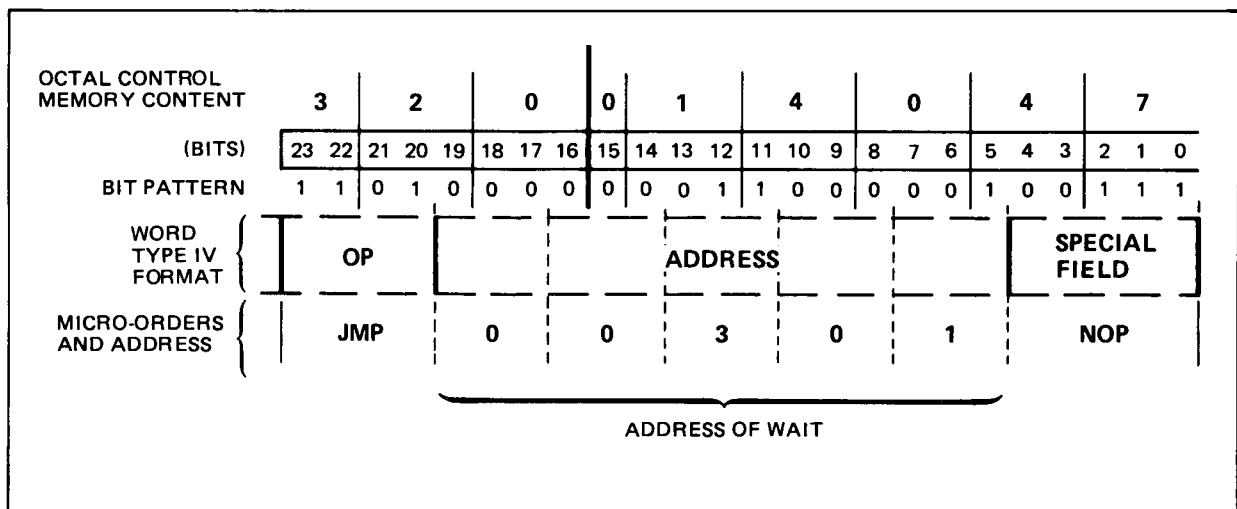 OCTAL CONTROL
MEMORY CONTENT 3 2 0 0 1 4 0 4 7
(BITS) 23 22 21 20 19 18 17 16 15 14 13 12 11 10 9 8 7 6 5 4 3 2 1 0
BIT PATTERN 1 1 0 1 0 0 0 0 0 0 0 1 1 0 0 0 0 0 1 0 0 1 1 1
WORD
TYPE IV
FORMAT
OP ADDRESS SPECIAL
FIELD
MICRO-ORDERS
AND ADDRESS JMP 0 0 3 0 1 NOP
ADDRESS OF WAIT